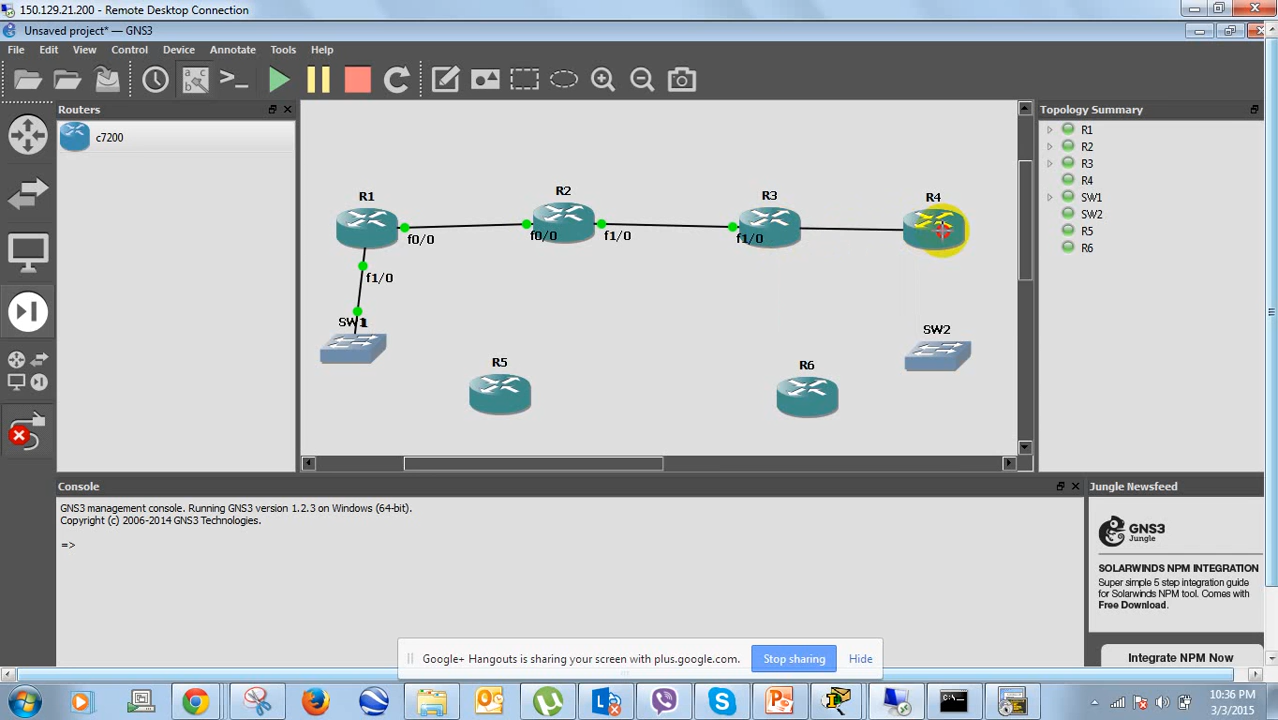 150.129.21.200 - Remote Desktop Connection
Unsaved project* — GNS3
File Edit View Control Device Annotate Tools Help
Routers
c7200
R1
R2
R3
R4
f0/0
f0/0
f1/0
f1/0
f1/0
SW1
SW2
R5
R6
Topology Summary
R1
R2
R3
R4
SW1
SW2
R5
R6
Console
GNS3 management console. Running GNS3 version 1.2.3 on Windows (64-bit).
Copyright (c) 2006-2014 GNS3 Technologies.
=>
Jungle Newsfeed
GNS3
Jungle
SOLARWINDS NPM INTEGRATION
Super simple 5 step integration guide
for Solarwinds NPM tool. Comes with
Free Download.
Integrate NPM Now
Google+ Hangouts is sharing your screen with plus.google.com.
Stop sharing
Hide
10:36 PM
3/3/2015